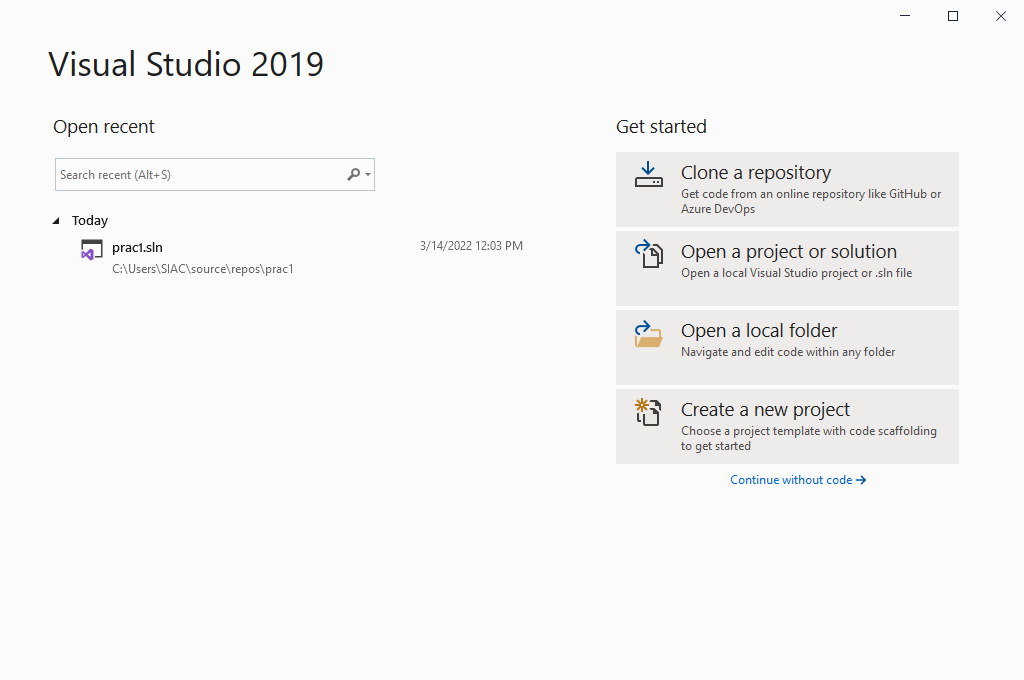 Visual Studio 2019
Open recent
Search recent (Alt+S)
Today
prac1.sln
3/14/2022 12:03 PM
C:\Users\SIAC\source\repos\prac1
Get started
Clone a repository
Get code from an online repository like GitHub or
Azure DevOps
Open a project or solution
Open a local Visual Studio project or .sln file
Open a local folder
Navigate and edit code within any folder
Create a new project
Choose a project template with code scaffolding
to get started
Continue without code